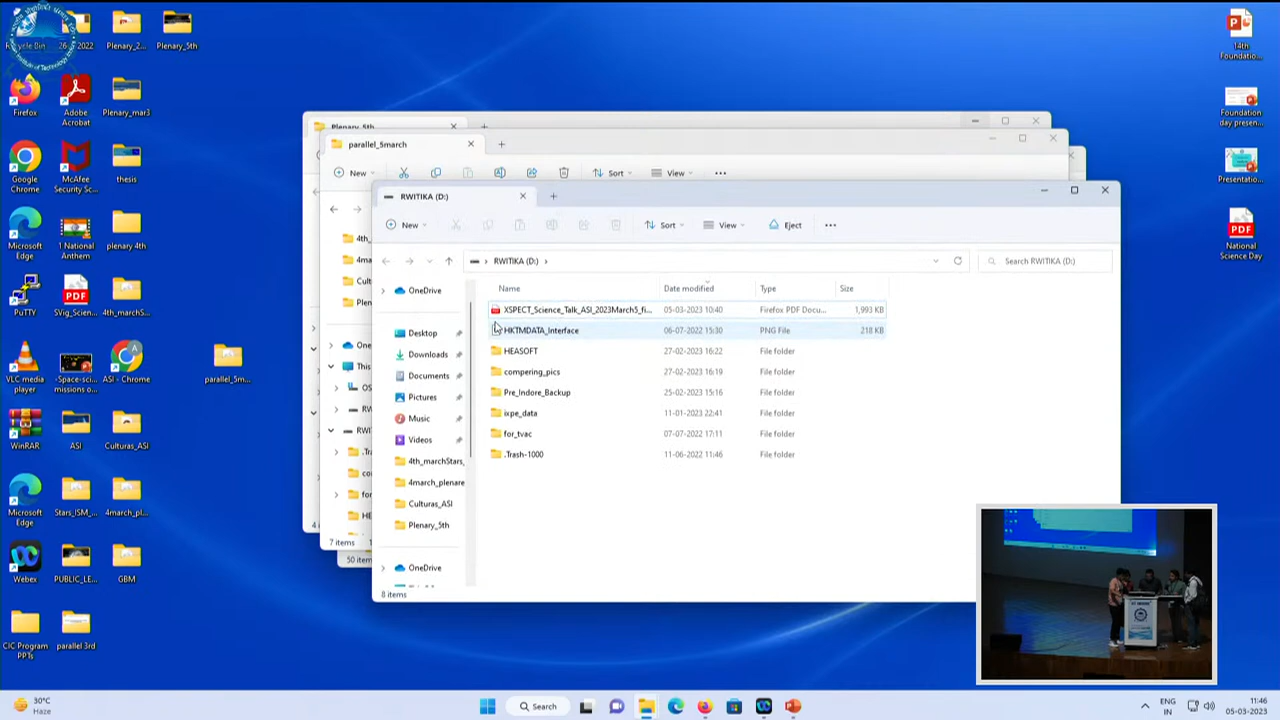 Recycle Bin
2022
Plenary_2...
Plenary_5th
Firefox
Adobe
Acrobat
Plenary_mar3
Google
Chrome
McAfee
Security Sc...
thesis
Microsoft
Edge
1 National
Anthem
plenary 4th
PuTTY
SVig_Scien...
4th_marchS...
VLC media
player
-Space-sci...
missions o...
ASI - Chrome
parallel_5m...
WinRAR
ASI
Culturas_ASI
Microsoft
Edge
Stars_ISM_...
4march_pl...
Webex
PUBLIC_LE...
GBM
CIC Program
PPTs
parallel 3rd
14th
Foundatio...
Foundation
day presen...
Presentatio...
National
Science Day
Plenary_5th
parallel_5march
New
Sort
View
7 items
50 item
RWITIKA (D:)
New
Sort
View
Eject
RWITIKA (D:)
Search RWITIKA (D:)
Name
Date modified
Type
Size
XSPECT_Science_Talk_ASI_2023March5_fi... 05-03-2023 10:40 Firefox PDF Docu... 1,993 KB
HKTMDATA_Interface 06-07-2022 15:30 PNG File 218 KB
HEASOFT 27-02-2023 16:22 File folder
compering_pics 27-02-2023 16:19 File folder
Pre_Indore_Backup 25-02-2023 15:16 File folder
ixpe_data 11-01-2023 22:41 File folder
for_tvac 07-07-2022 17:11 File folder
.Trash-1000 11-06-2022 11:46 File folder
OneDrive
Desktop
Downloads
Documents
Pictures
Music
Videos
4th_marchStars_
4march_plenare
Culturas_ASI
Plenary_5th
OneDrive
8 items
30°C
Haze
Search
ENG
IN
11:46
05-03-2023